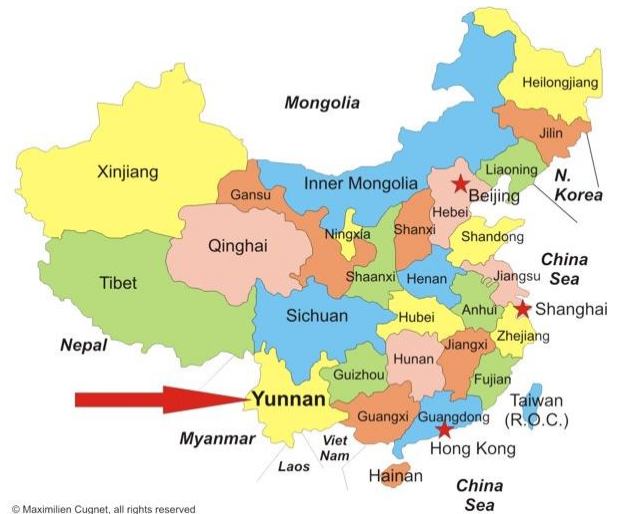 Heilongjiang
Mongolia
Jilin
Xinjiang
Liaoning
N.
Korea
Inner Mongolia
Gansu
Beijing
Hebei
Ningxia
Shanxi
Shandong
Qinghai
China
Sea
Shaanxi
Henan
Jiangsu
Tibet
Shanghai
Anhui
Sichuan
Hubei
Zhejiang
Nepal
Jiangxi
Hunan
Guizhou
Fujian
Yunnan
Taiwan
(R.O.C.)
Guangxi
Guangdong
Myanmar
Viet
Nam
Hong Kong
Laos
Hainan
China
Sea
© Maximilien Cugnet, all rights reserved